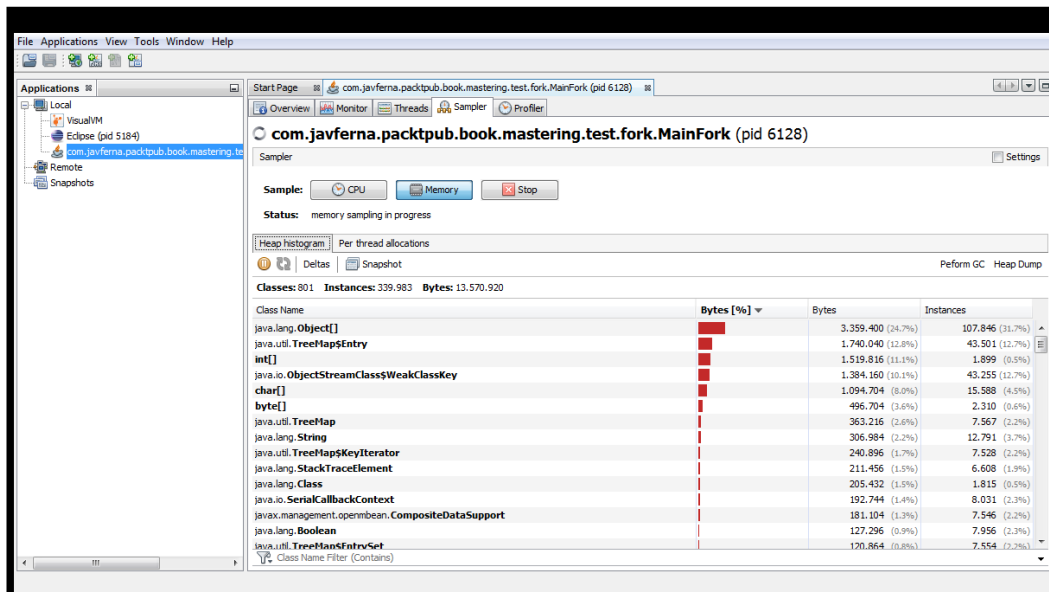 File Applications View Tools Window Help
Applications
Local
VisualVM
Eclipse (pid 5184)
com.javferna.packtpub.book.mastering.te
Remote
Snapshots
Start Page com.javferna.packtpub.book.mastering.test.fork.MainFork (pid 6128)
Overview Monitor Threads Sampler Profiler
com.javferna.packtpub.book.mastering.test.fork.MainFork (pid 6128)
Sampler Settings
Sample: CPU Memory Stop
Status: memory sampling in progress
Heap histogram Per thread allocations
Deltas Snapshot Peform GC Heap Dump
Classes: 801 Instances: 339.983 Bytes: 13.570.920
Class Name Bytes [%] Bytes Instances
java.lang.Object[] 3.359.400 (24.7%) 107.846 (31.7%)
java.util.TreeMap$Entry 1.740.040 (12.8%) 43.501 (12.7%)
int[] 1.519.816 (11.1%) 1.899 (0.5%)
java.io.ObjectStreamClass$WeakClassKey 1.384.160 (10.1%) 43.255 (12.7%)
char[] 1.094.704 (8.0%) 15.588 (4.5%)
byte[] 496.704 (3.6%) 2.310 (0.6%)
java.util.TreeMap 363.216 (2.6%) 7.567 (2.2%)
java.lang.String 306.984 (2.2%) 12.791 (3.7%)
java.util.TreeMap$KeyIterator 240.896 (1.7%) 7.528 (2.2%)
java.lang.StackTraceElement 211.456 (1.5%) 6.608 (1.9%)
java.lang.Class 205.432 (1.5%) 1.815 (0.5%)
java.io.SerialCallbackContext 192.744 (1.4%) 8.031 (2.3%)
javax.management.openmbean.CompositeDataSupport 181.104 (1.3%) 7.546 (2.2%)
java.lang.Boolean 127.296 (0.9%) 7.956 (2.3%)
java.util.TreeMap$EntrySet 120.864 (0.8%) 7.554 (2.2%)
Class Name Filter (Contains)